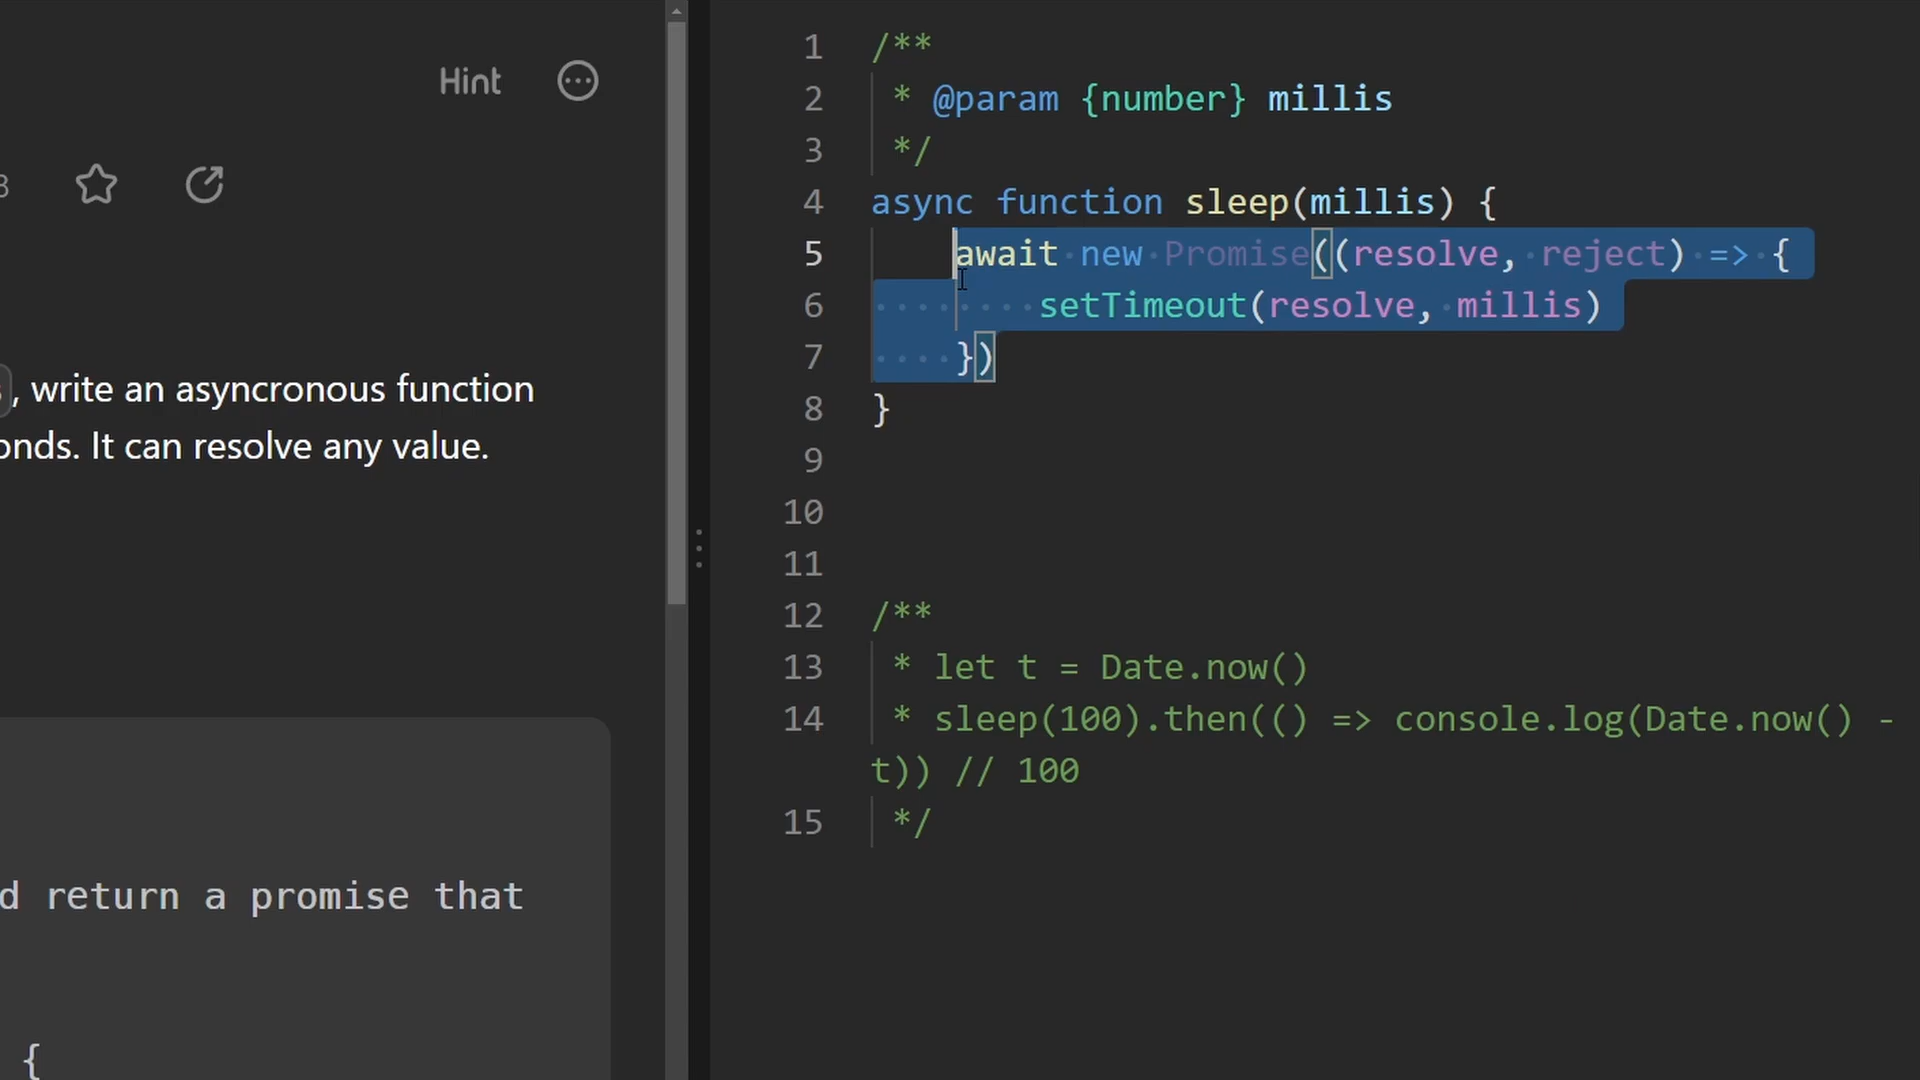 Hint
, write an asyncronous function
onds. It can resolve any value.
d return a promise that
{
1 /**
2 * @param {number} millis
3 */
4 async function sleep(millis) {
5 await new Promise((resolve, reject) => {
6 setTimeout(resolve, millis)
7 })
8 }
9
10
11
12 /**
13 * let t = Date.now()
14 * sleep(100).then(() => console.log(Date.now() -
t)) // 100
15 */